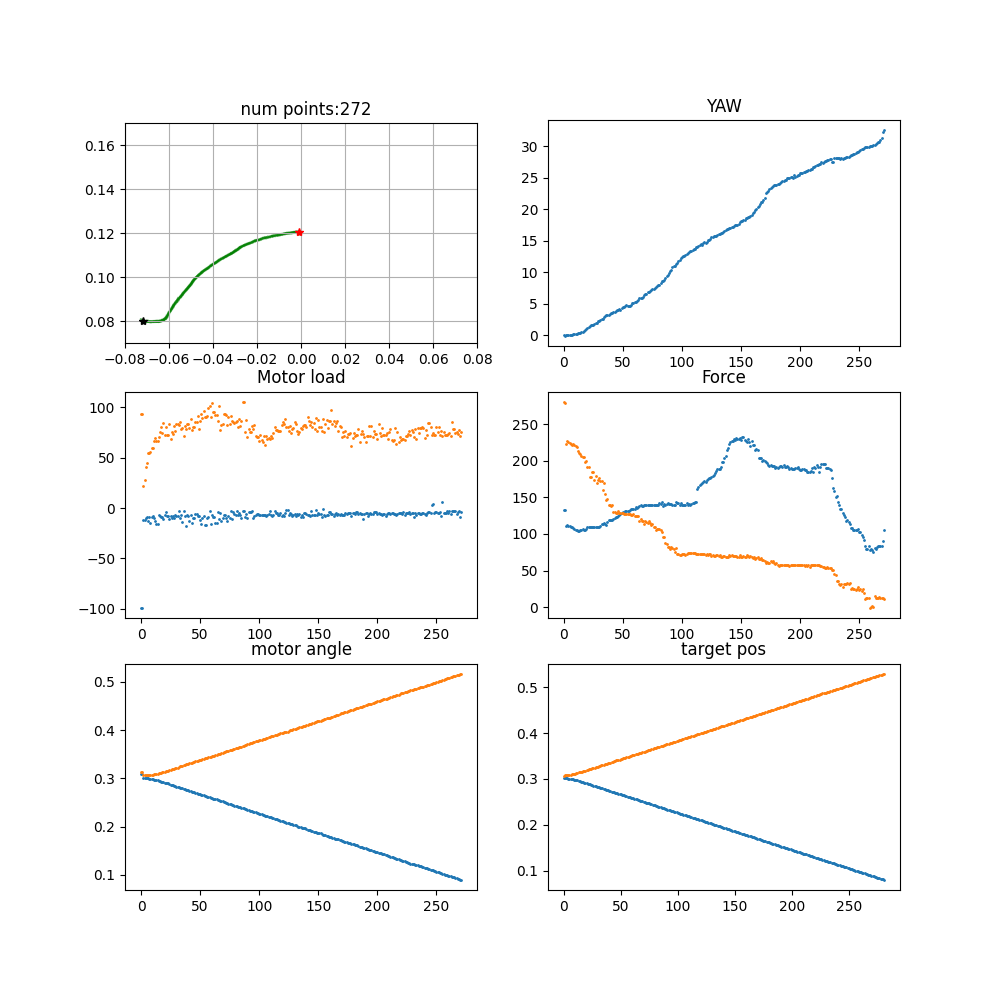 num points:272
0.16
0.14
0.12
0.10
0.08
−0.08 −0.06 −0.04 −0.02 0.00 0.02 0.04 0.06 0.08
YAW
30
25
20
15
10
5
0
0 50 100 150 200 250
Motor load
100
50
0
−50
−100
0 50 100 150 200 250
Force
250
200
150
100
50
0
0 50 100 150 200 250
motor angle
0.5
0.4
0.3
0.2
0.1
0 50 100 150 200 250
target pos
0.5
0.4
0.3
0.2
0.1
0 50 100 150 200 250